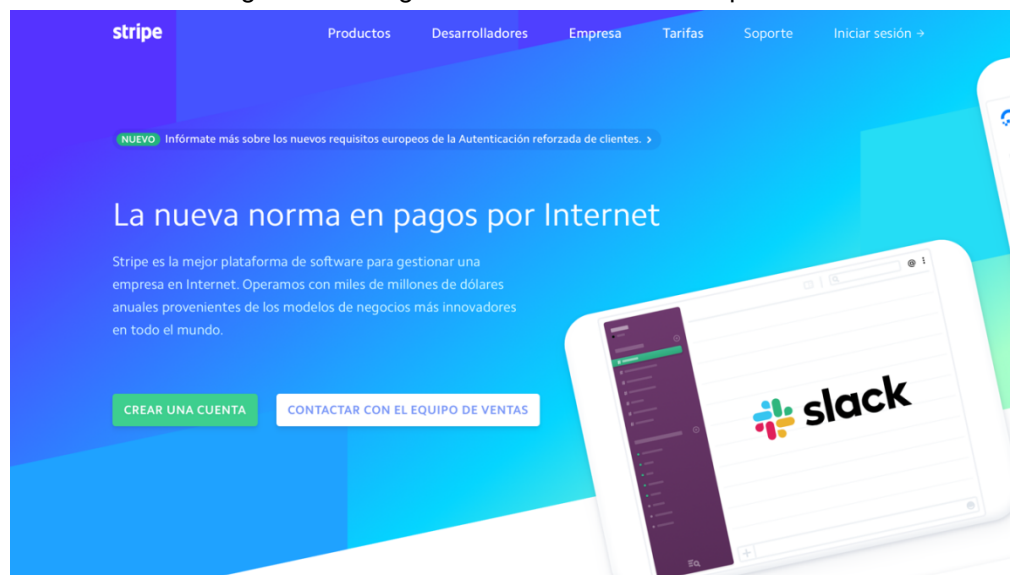 stripe
Productos Desarrolladores Empresa Tarifas Soporte Iniciar sesión →
NUEVO Infórmate más sobre los nuevos requisitos europeos de la Autenticación reforzada de clientes. >
La nueva norma en pagos por Internet
Stripe es la mejor plataforma de software para gestionar una
empresa en Internet. Operamos con miles de millones de dólares
anuales provenientes de los modelos de negocios más innovadores
en todo el mundo.
CREAR UNA CUENTA
CONTACTAR CON EL EQUIPO DE VENTAS
@
slack